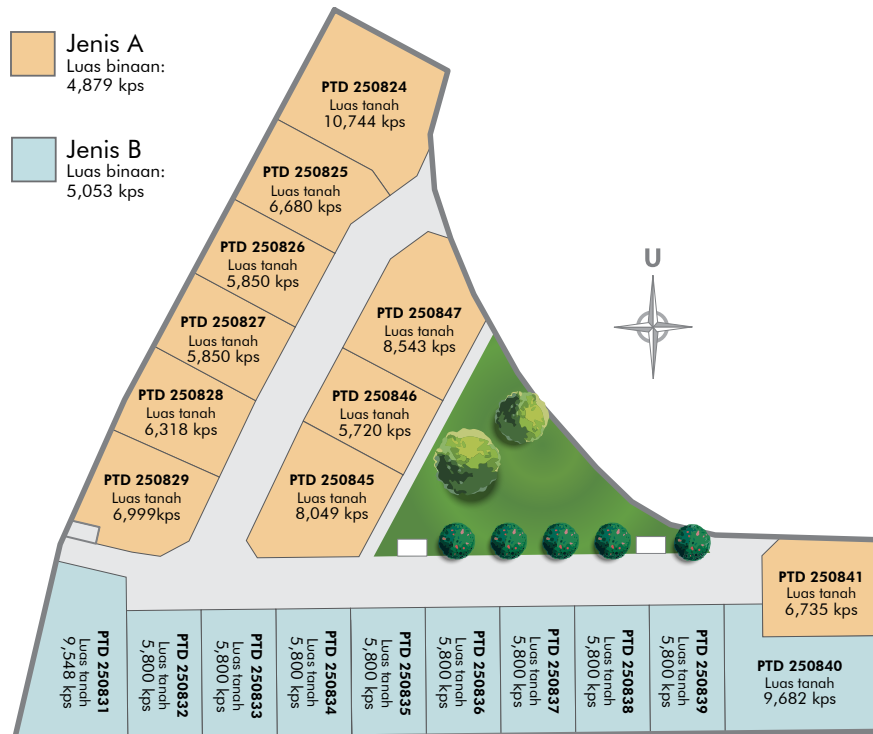 Jenis A
Luas binaan:
4,879 kps
Jenis B
Luas binaan:
5,053 kps
PTD 250824
Luas tanah
10,744 kps
PTD 250825
Luas tanah
6,680 kps
PTD 250826
Luas tanah
5,850 kps
PTD 250827
Luas tanah
5,850 kps
PTD 250828
Luas tanah
6,318 kps
PTD 250829
Luas tanah
6,999kps
PTD 250847
Luas tanah
8,543 kps
PTD 250846
Luas tanah
5,720 kps
PTD 250845
Luas tanah
8,049 kps
U
PTD 250841
Luas tanah
6,735 kps
PTD 250831
Luas tanah
9,548 kps
PTD 250832
Luas tanah
5,800 kps
PTD 250833
Luas tanah
5,800 kps
PTD 250834
Luas tanah
5,800 kps
PTD 250835
Luas tanah
5,800 kps
PTD 250836
Luas tanah
5,800 kps
PTD 250837
Luas tanah
5,800 kps
PTD 250838
Luas tanah
5,800 kps
PTD 250839
Luas tanah
5,800 kps
PTD 250840
Luas tanah
9,682 kps